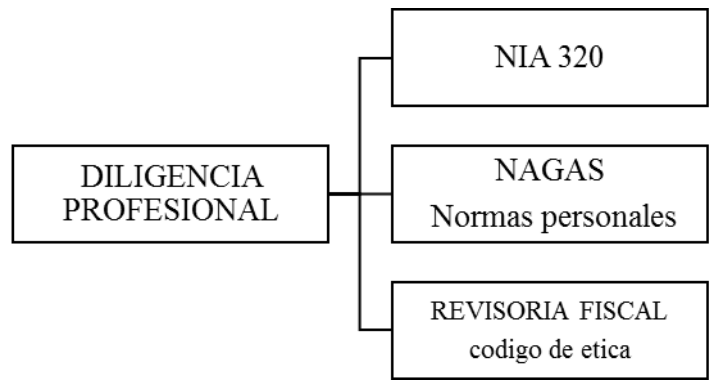 NIA 320
DILIGENCIA
PROFESIONAL
NAGAS
Normas personales
REVISORIA FISCAL
codigo de etica